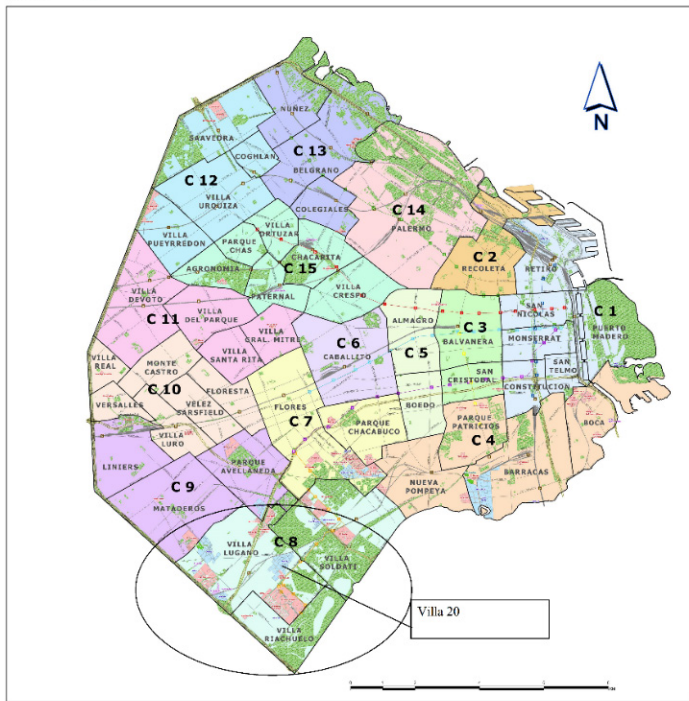 N
NUÑEZ
SAAVEDRA
C 13
COGHLAN
BELGRANO
C 12
VILLA
URQUIZA
COLEGIALES
C 14
PALERMO
VILLA
PUEYRREDON
PARQUE
CHAS
VILLA
ORTUZAR
CHACARITA
C 2
RECOLETA
RETIRO
AGRONOMIA
C 15
PATERNAL
VILLA
CRESPO
VILLA
DEVOTO
VILLA
DEL PARQUE
C 11
VILLA
GRAL. MITRE
VILLA
SANTA RITA
C 6
CABALLITO
ALMAGRO
C 5
C 3
BALVANERA
SAN
NICOLAS
MONSERRAT
C 1
PUERTO
MADERO
SAN
CRISTOBAL
SAN
TELMO
CONSTITUCION
VILLA
REAL
MONTE
CASTRO
C 10
VERSALLES
FLORESTA
VELEZ
SARSFIELD
VILLA
LURO
FLORES
C 7
PARQUE
CHACABUCO
BOEDO
PARQUE
PATRICIOS
C 4
BOCA
BARRACAS
NUEVA
POMPEYA
LINIERS
PARQUE
AVELLANEDA
C 9
MATADEROS
VILLA
LUGANO
C 8
VILLA
SOLDATI
VILLA
RIACHUELO
Villa 20